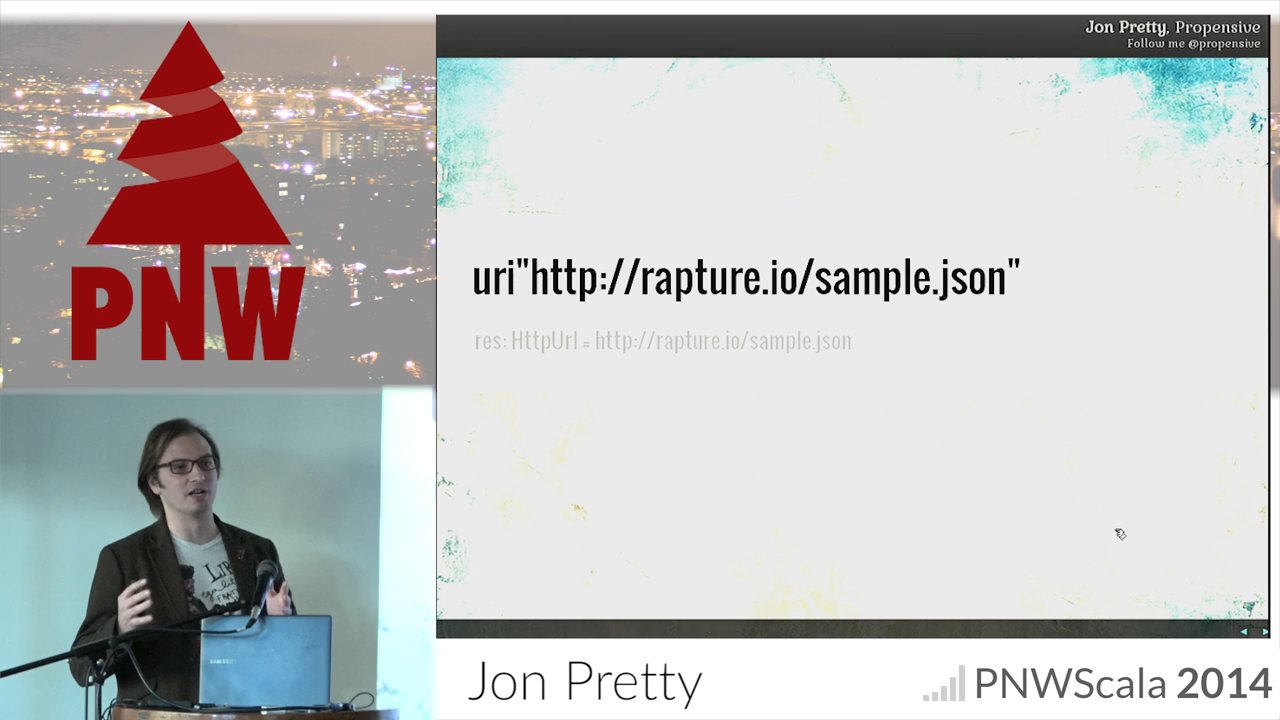 Jon Pretty, Propensive
Follow me @propensive
PNW
uri"http://rapture.io/sample.json"
res: HttpUrl = http://rapture.io/sample.json
SAMSUNG
Jon Pretty
PNWScala 2014